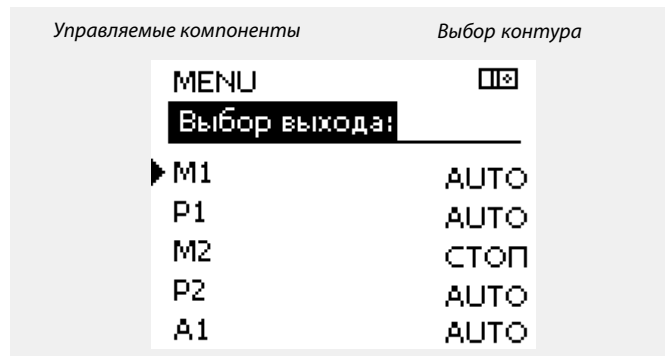 Управляемые компоненты Выбор контура
MENU
Выбор выхода:
M1 AUTO
P1 AUTO
M2 СТОП
P2 AUTO
A1 AUTO